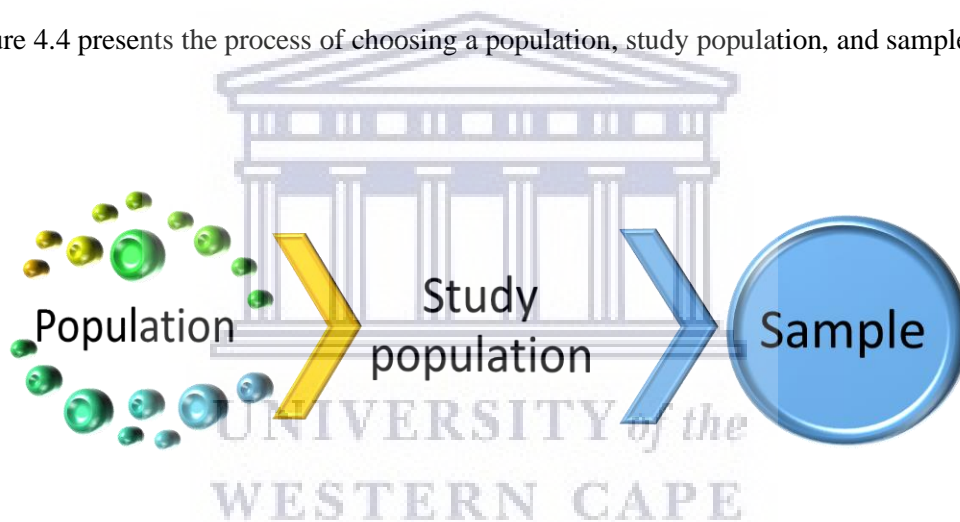 ure 4.4 presents the process of choosing a population, study population, and sample
Population
Study
population
Sample
UNIVERSITY of the
WESTERN CAPE